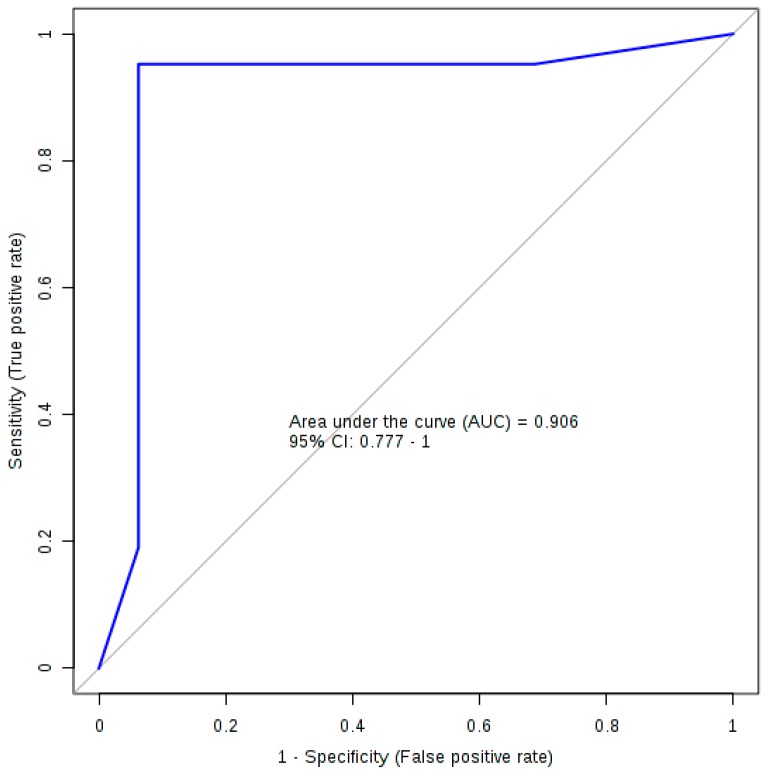 1
0.8
0.6
0.4
0.2
0
Sensitivity (True positive rate)
Area under the curve (AUC) = 0.906
95% CI: 0.777 - 1
0 0.2 0.4 0.6 0.8 1
1 - Specificity (False positive rate)